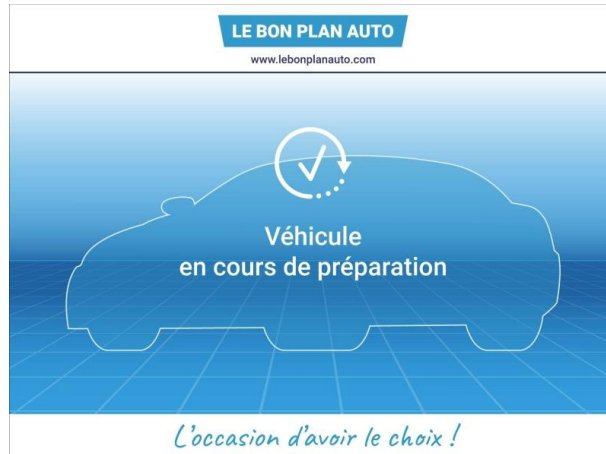 LE BON PLAN AUTO
www.lebonplanauto.com
Véhicule
en cours de préparation
L'occasion d'avoir le choix !